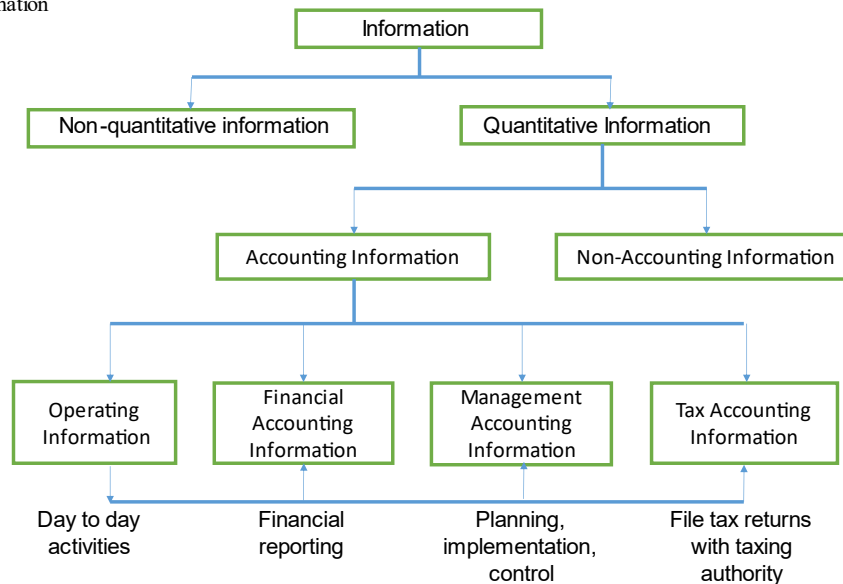 Information
Non-quantitative information
Quantitative Information
Accounting Information
Non-Accounting Information
Operating
Information
Financial
Accounting
Information
Management
Accounting
Information
Tax Accounting
Information
Day to day
activities
Financial
reporting
Planning,
implementation,
control
File tax returns
with taxing
authority